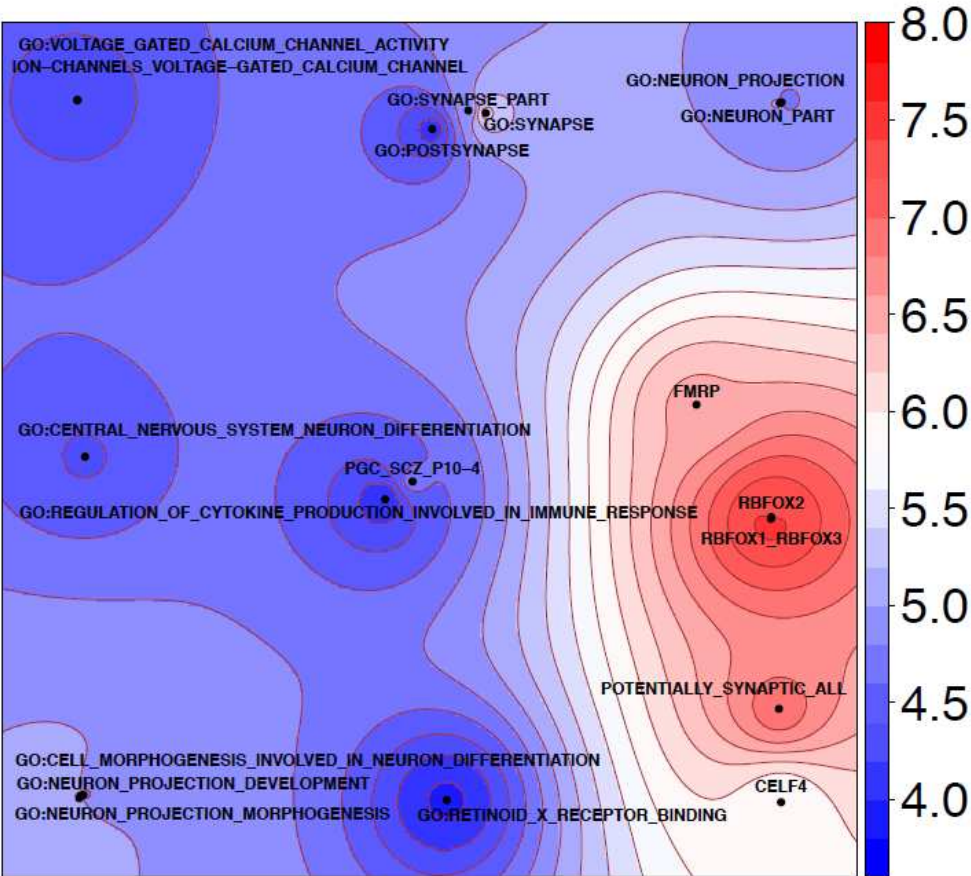 8.0
GO:VOLTAGE_GATED_CALCIUM_CHANNEL_ACTIVITY
ION–CHANNELS_VOLTAGE–GATED_CALCIUM_CHANNEL
GO:NEURON_PROJECTION
GO:SYNAPSE_PART
GO:NEURON_PART
7.5
GO:SYNAPSE
GO:POSTSYNAPSE
7.0
6.5
FMRP
6.0
GO:CENTRAL_NERVOUS_SYSTEM_NEURON_DIFFERENTIATION
PGC_SCZ_P10–4
RBFOX2
5.5
GO:REGULATION_OF_CYTOKINE_PRODUCTION_INVOLVED_IN_IMMUNE_RESPONSE
RBFOX1_RBFOX3
5.0
POTENTIALLY_SYNAPTIC_ALL
4.5
GO:CELL_MORPHOGENESIS_INVOLVED_IN_NEURON_DIFFERENTIATION
GO:NEURON_PROJECTION_DEVELOPMENT
CELF4
4.0
GO:NEURON_PROJECTION_MORPHOGENESIS
GO:RETINOID_X_RECEPTOR_BINDING